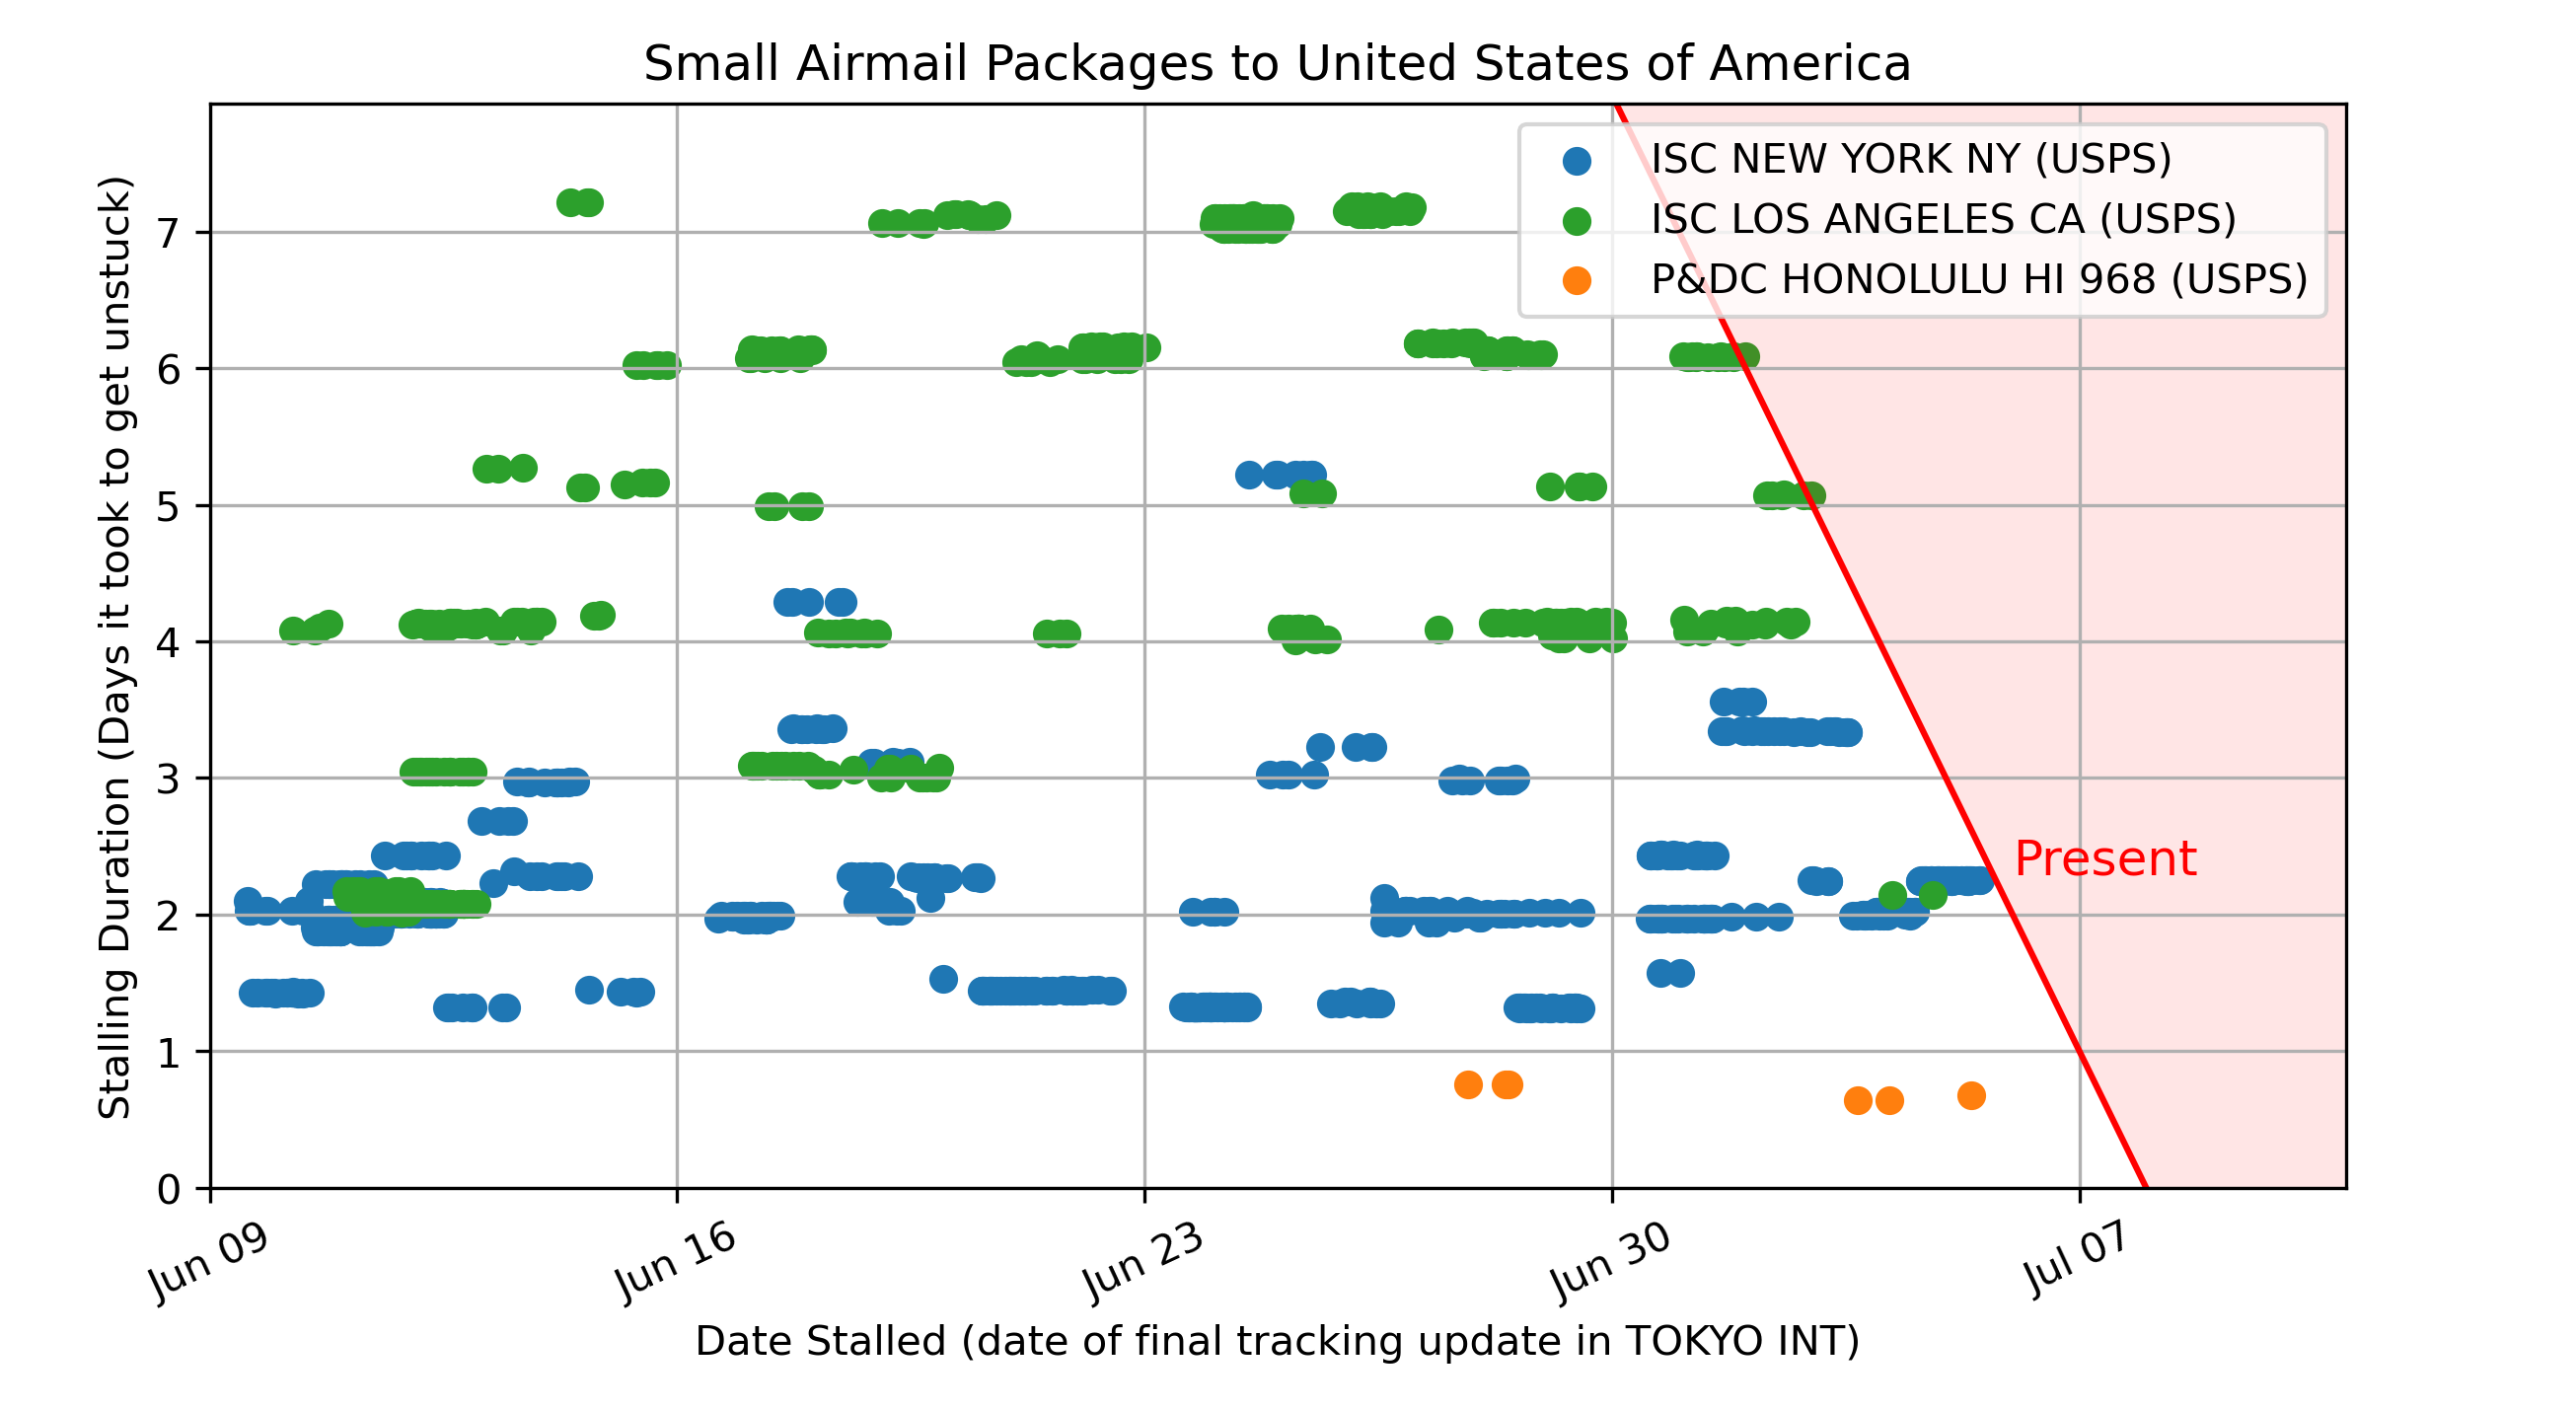 Small Airmail Packages to United States of America
ISC NEW YORK NY (USPS)
ISC LOS ANGELES CA (USPS)
P&DC HONOLULU HI 968 (USPS)
Stalling Duration (Days it took to get unstuck)
7
6
5
4
3
2
1
0
Present
Jun 09
Jun 16
Jun 23
Jun 30
Jul 07
Date Stalled (date of final tracking update in TOKYO INT)